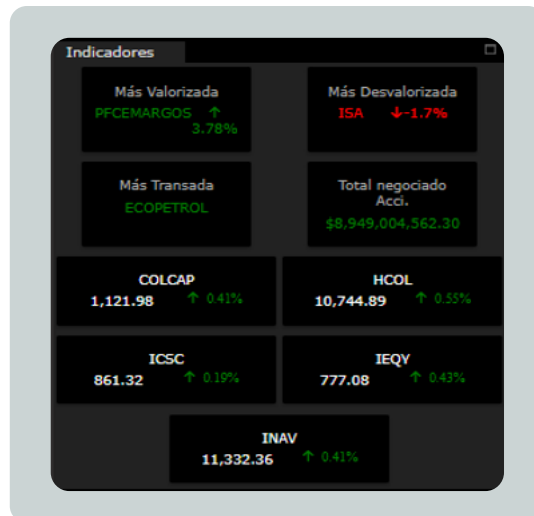 Indicadores
Más Valorizada
PFCEMARGOS ↑
3.78%
Más Desvalorizada
ISA ↓-1.7%
Más Transada
ECOPETROL
Total negociado
Acci.
$8,949,004,562.30
COLCAP
1,121.98 ↑ 0.41%
HCOL
10,744.89 ↑ 0.55%
ICSC
861.32 ↑ 0.19%
IEQY
777.08 ↑ 0.43%
INAV
11,332.36 ↑ 0.41%